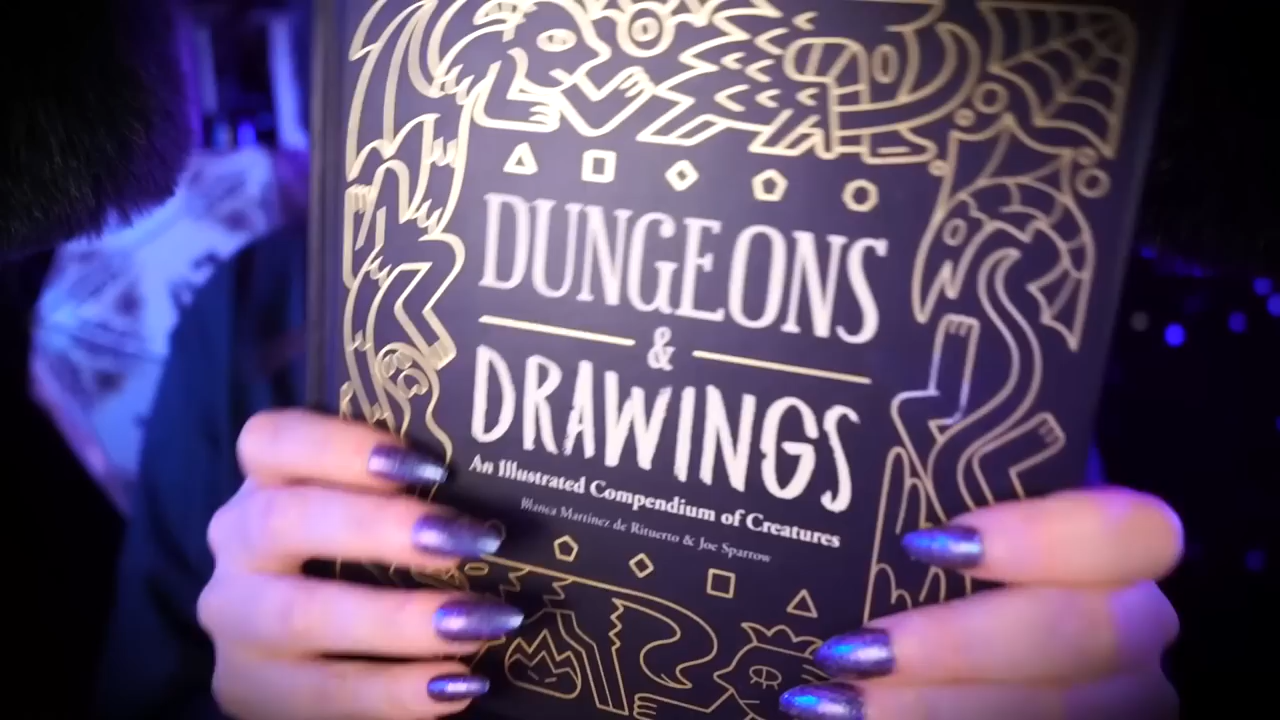 DUNGEONS
&
DRAWINGS
An Illustrated Compendium of Creatures
Blanca Martínez de Rituerto & Joe Sparrow